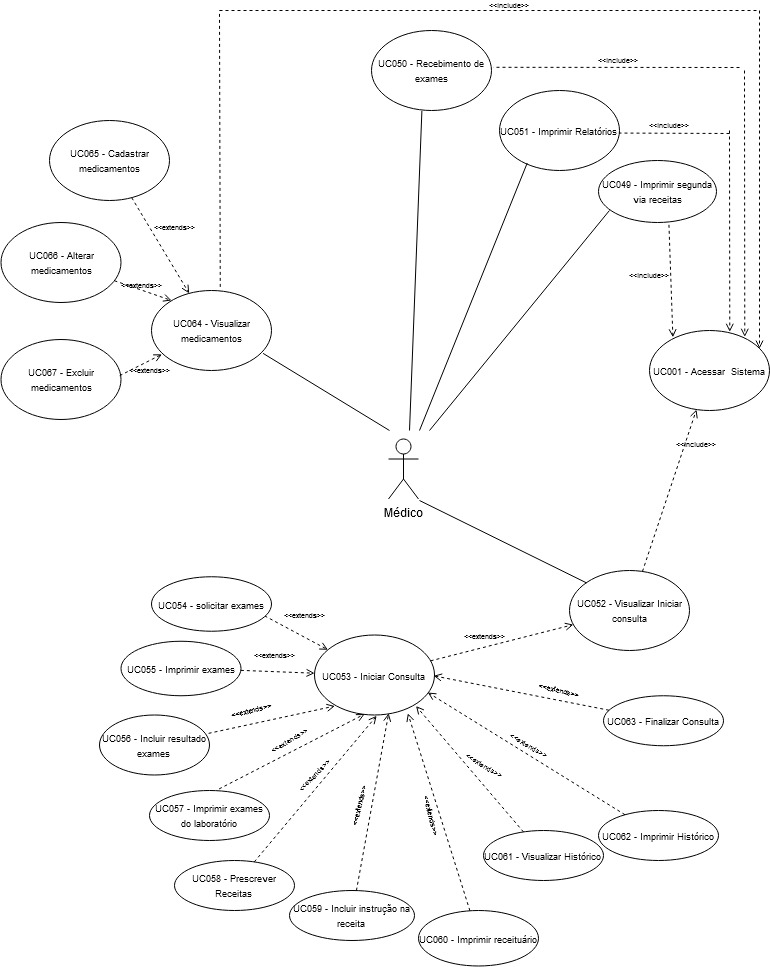 <<include>>
UC050 - Recebimento de
exames
<<include>>
UC051 - Imprimir Relatórios
<<include>>
UC065 - Cadastrar
medicamentos
UC049 - Imprimir segunda
via receitas
<<extends>>
UC066 - Alterar
medicamentos
<<include>>
<<extends>>
UC064 - Visualizar
medicamentos
UC067 - Excluir
medicamentos
<<extends>>
UC001 - Acessar Sistema
<<include>>
Médico
UC054 - solicitar exames
<<extends>>
UC052 - Visualizar Iniciar
consulta
<<extends>>
<<extends>>
UC055 - Imprimir exames
UC053 - Iniciar Consulta
<<extends>>
<<extends>>
UC063 - Finalizar Consulta
UC056 - Incluir resultado
exames
<<extends>>
<<extends>>
<<extends>>
<<extends>>
<<extends>>
<<extends>>
UC057 - Imprimir exames
do laboratório
UC062 - Imprimir Histórico
UC061 - Visualizar Histórico
UC058 - Prescrever
Receitas
UC059 - Incluir instrução na
receita
UC060 - Imprimir receituário